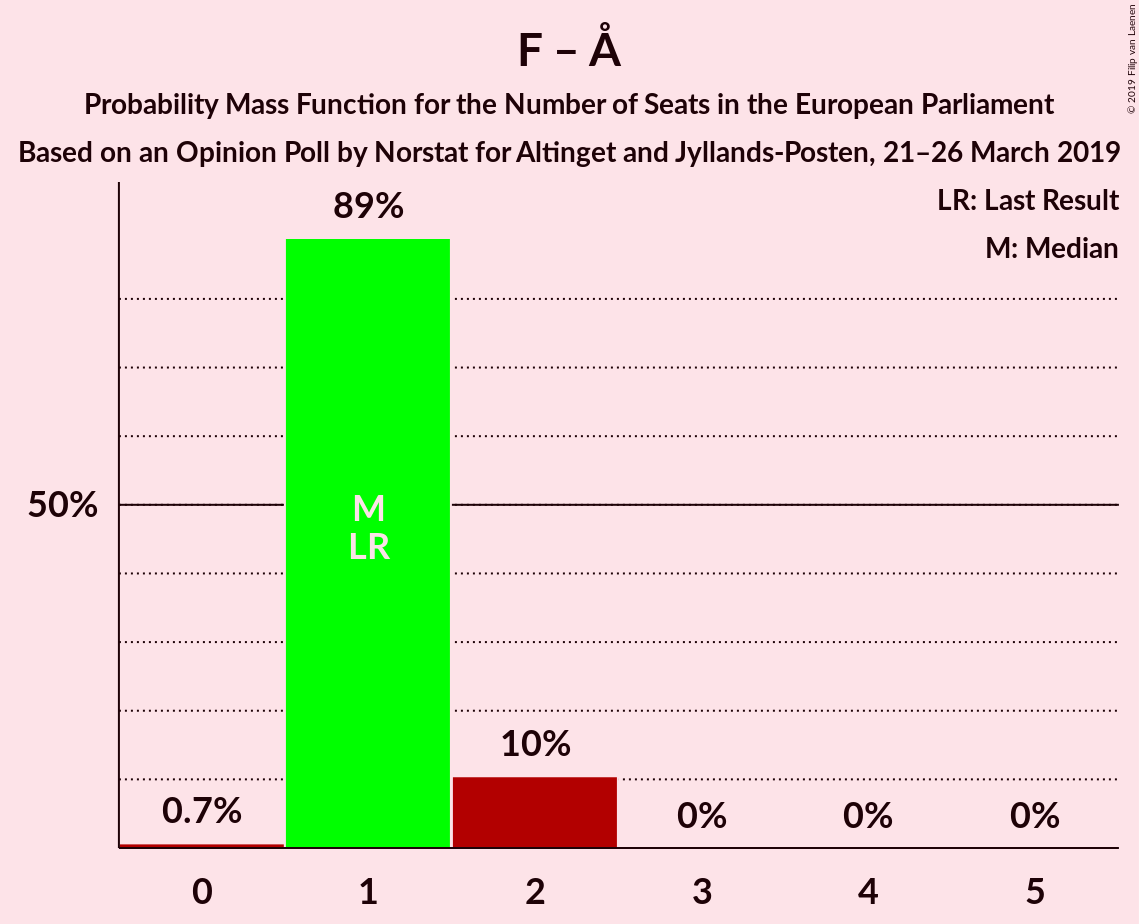 F – Å
Probability Mass Function for the Number of Seats in the European Parliament
Based on an Opinion Poll by Norstat for Altinget and Jyllands-Posten, 21–26 March 2019
© 2019 Filip van Laenen
LR: Last Result
M: Median
89%
50%
M
LR
10%
0.7%
0%
0%
0%
0
1
2
3
4
5